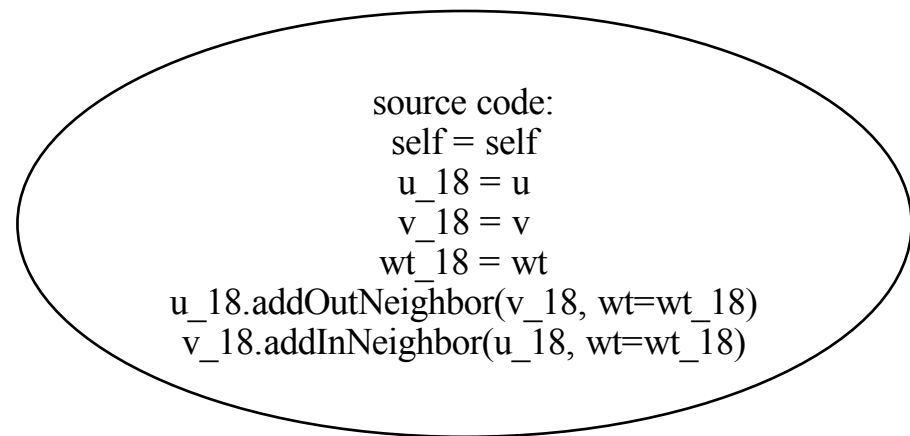 source code:
self = self
u_18 = u
v_18 = v
wt_18 = wt
u_18.addOutNeighbor(v_18, wt=wt_18)
v_18.addInNeighbor(u_18, wt=wt_18)